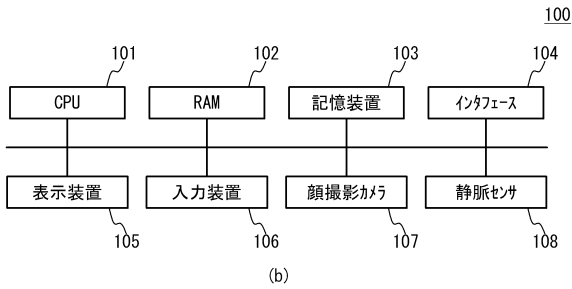 100
101 102 103 104
CPU RAM 記憶装置 ｲﾝﾀﾌｪｰｽ
表示装置 入力装置 顔撮影ｶﾒﾗ 静脈ｾﾝｻ
105 106 107 108
(b)